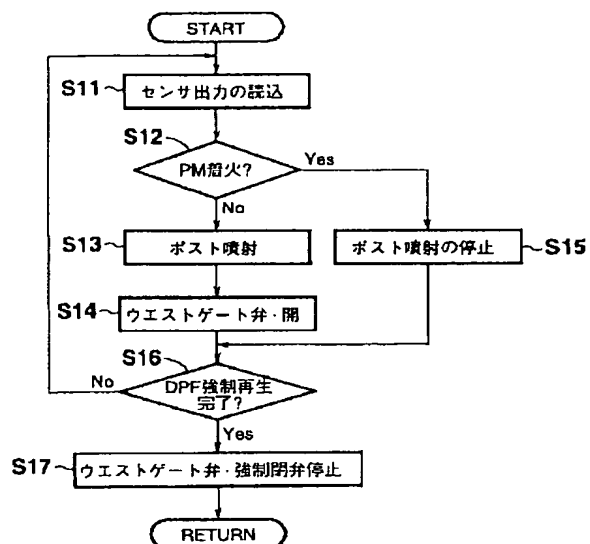 START
S11
センサ出力の読込
S12
PM着火?
Yes
No
S13
ポスト噴射
ポスト噴射の停止
S15
S14
ウエストゲート弁・開
S16
No
DPF強制再生
完了?
Yes
S17
ウエストゲート弁・強制閉弁停止
RETURN